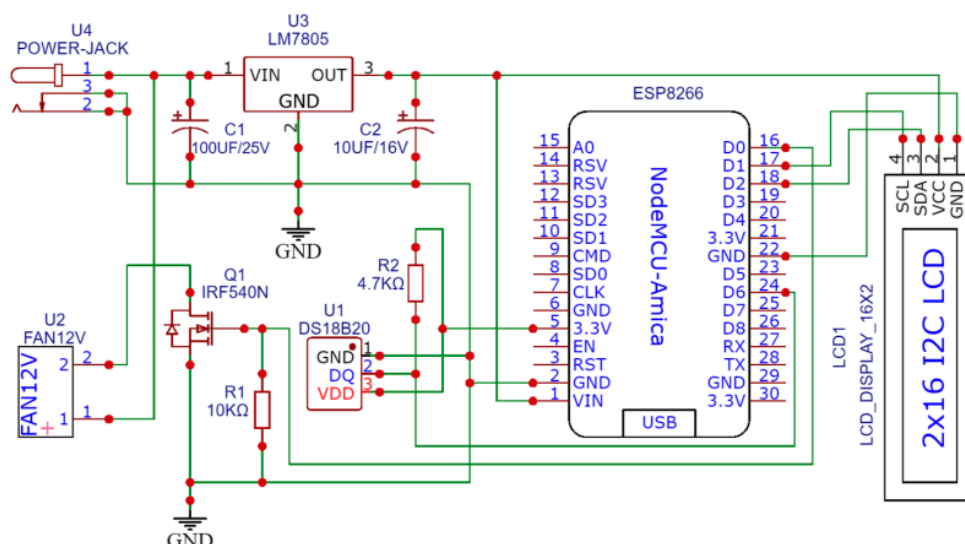 U4
POWER-JACK
1
3
2
U3
LM7805
1
VIN
OUT
3
GND
2
C1
100UF/25V
C2
10UF/16V
GND
ESP8266
NodeMCU-Amica
15
A0
14
RSV
13
RSV
12
SD3
11
SD2
10
SD1
9
CMD
8
SD0
7
CLK
6
GND
5
3.3V
4
EN
3
RST
2
GND
1
VIN
D0
16
D1
17
D2
18
D3
19
D4
20
3.3V
21
GND
22
D5
23
D6
24
D7
25
D8
26
RX
27
TX
28
GND
29
3.3V
30
USB
4
3
2
1
SCL
SDA
VCC
GND
2x16 I2C LCD
LCD1
LCD_DISPLAY_16X2
R2
4.7KΩ
Q1
IRF540N
U1
DS18B20
GND
1
DQ
2
VDD
3
R1
10KΩ
U2
FAN12V
FAN12V
2
2
1
1
+
GND